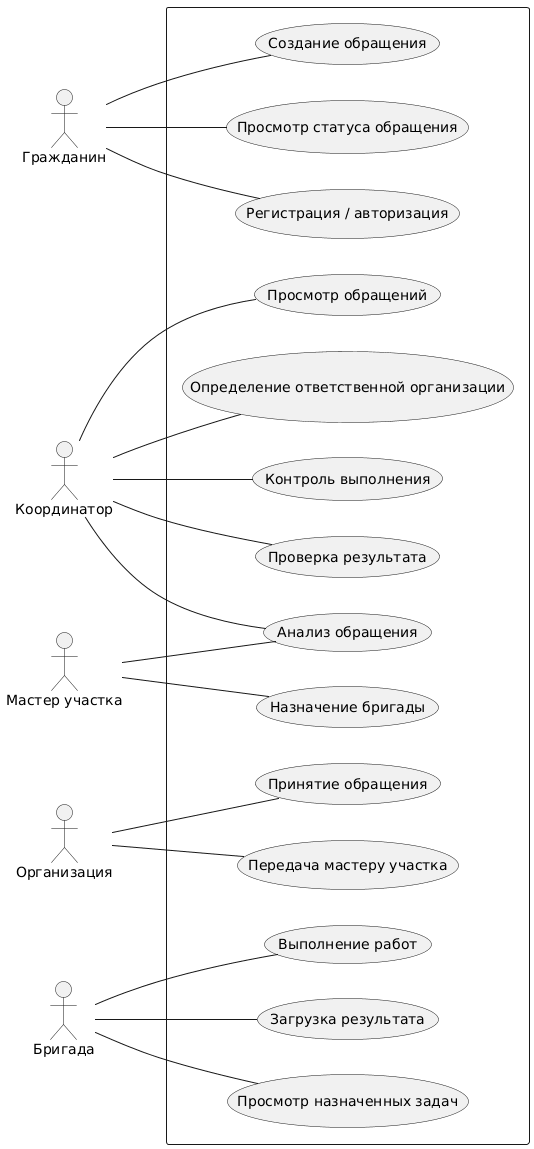 Создание обращения
Просмотр статуса обращения
Гражданин
Регистрация / авторизация
Просмотр обращений
Определение ответственной организации
Контроль выполнения
Координатор
Проверка результата
Анализ обращения
Мастер участка
Назначение бригады
Принятие обращения
Передача мастеру участка
Организация
Выполнение работ
Загрузка результата
Бригада
Просмотр назначенных задач